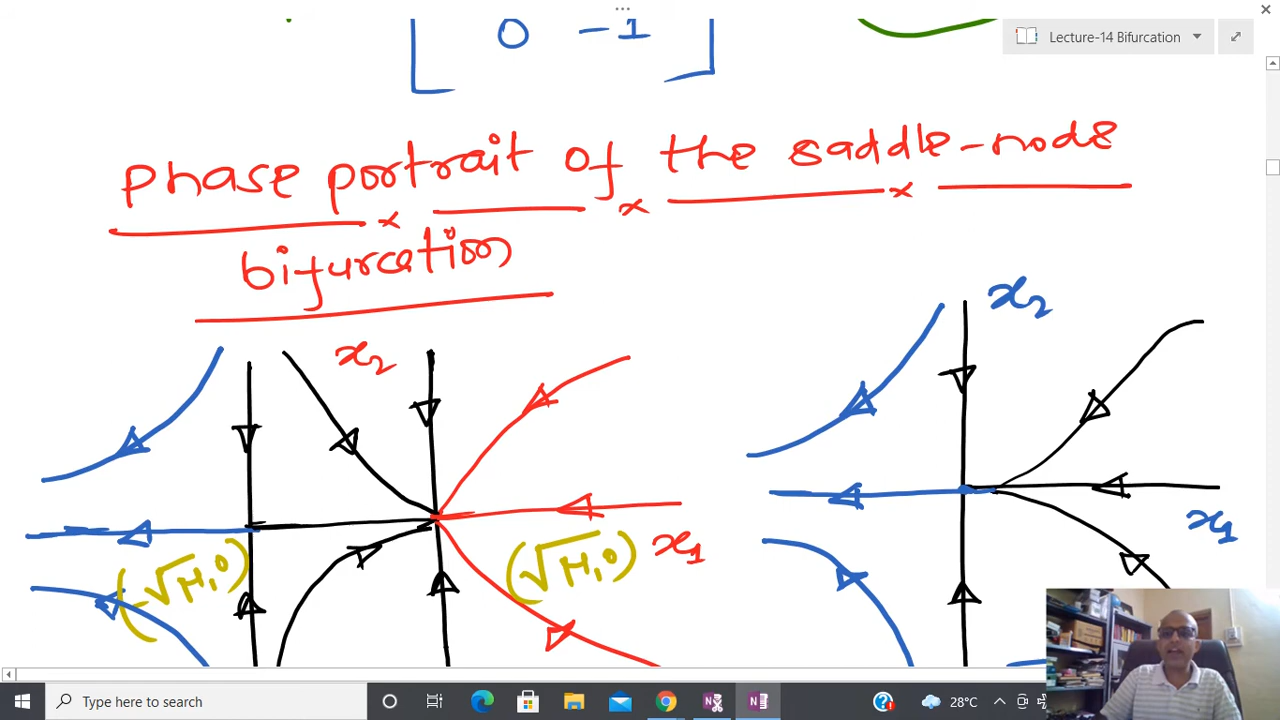 Lecture-14 Bifurcation
0 -1
phase portrait of the saddle-node
bifurcation
x2
x2
(-√μ,0)
(√μ,0)
x1
x1
Type here to search
28°C